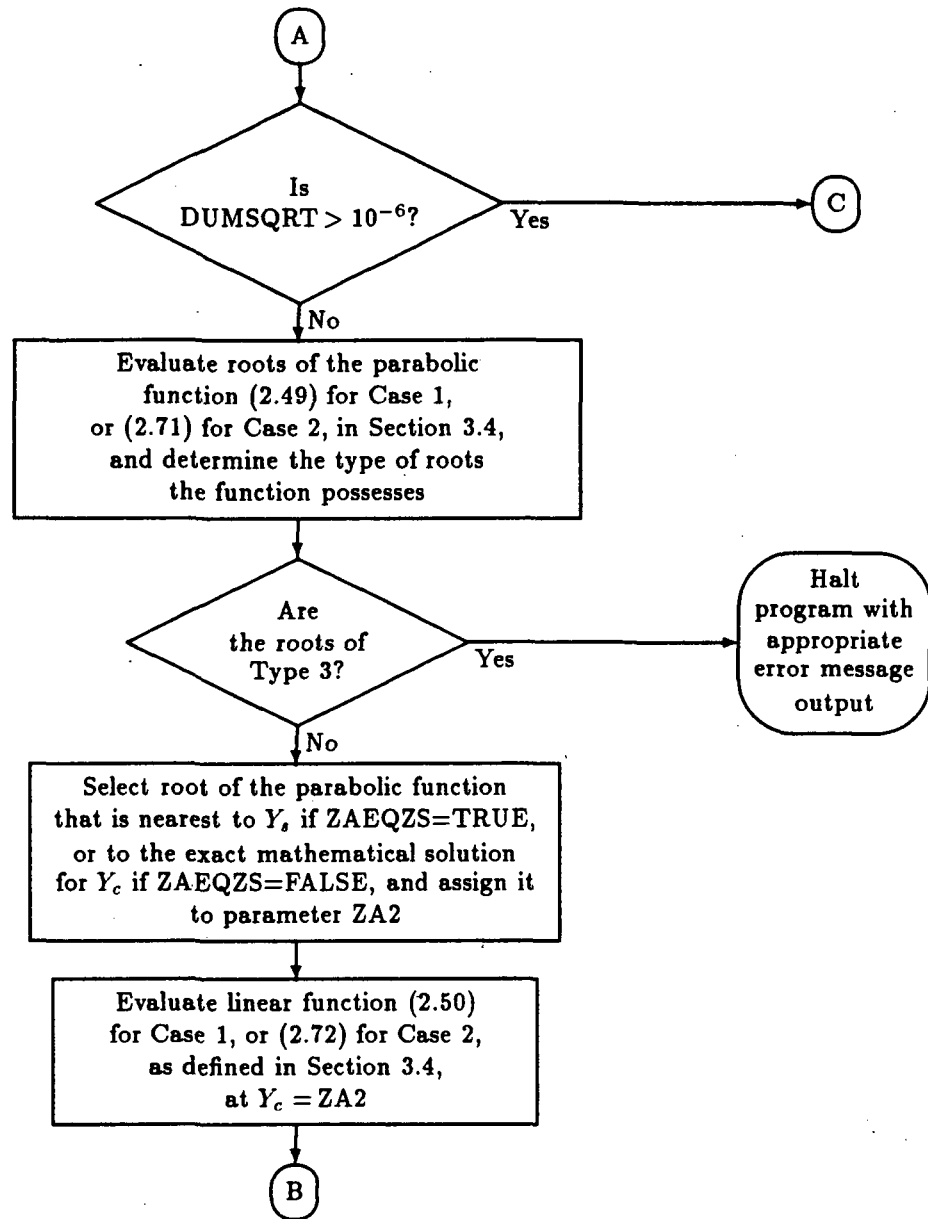 A
Is
DUMSQRT > 10⁻⁶?
Yes
C
No
Evaluate roots of the parabolic
function (2.49) for Case 1,
or (2.71) for Case 2, in Section 3.4,
and determine the type of roots
the function possesses
Are
the roots of
Type 3?
Yes
Halt
program with
appropriate
error message
output
No
Select root of the parabolic function
that is nearest to Yₛ if ZAEQZS=TRUE,
or to the exact mathematical solution
for Y_c if ZAEQZS=FALSE, and assign it
to parameter ZA2
Evaluate linear function (2.50)
for Case 1, or (2.72) for Case 2,
as defined in Section 3.4,
at Y_c = ZA2
B